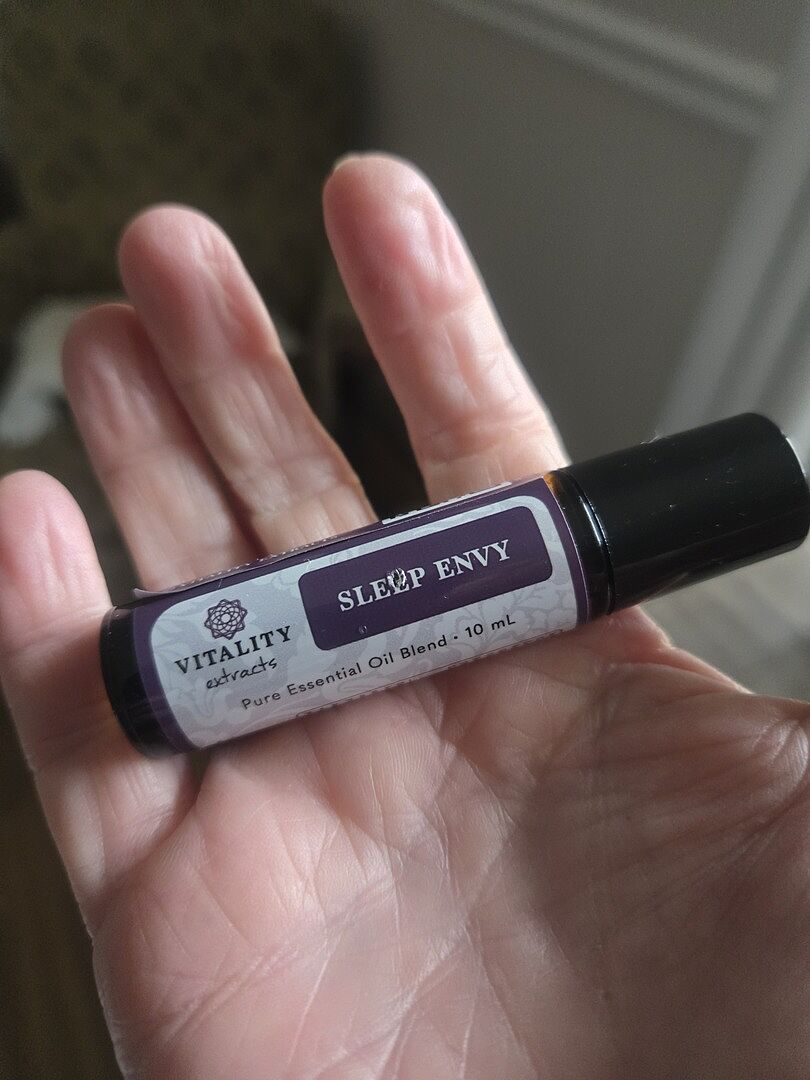 SLEEP ENVY
VITALITY
extracts
Pure Essential Oil Blend · 10 mL